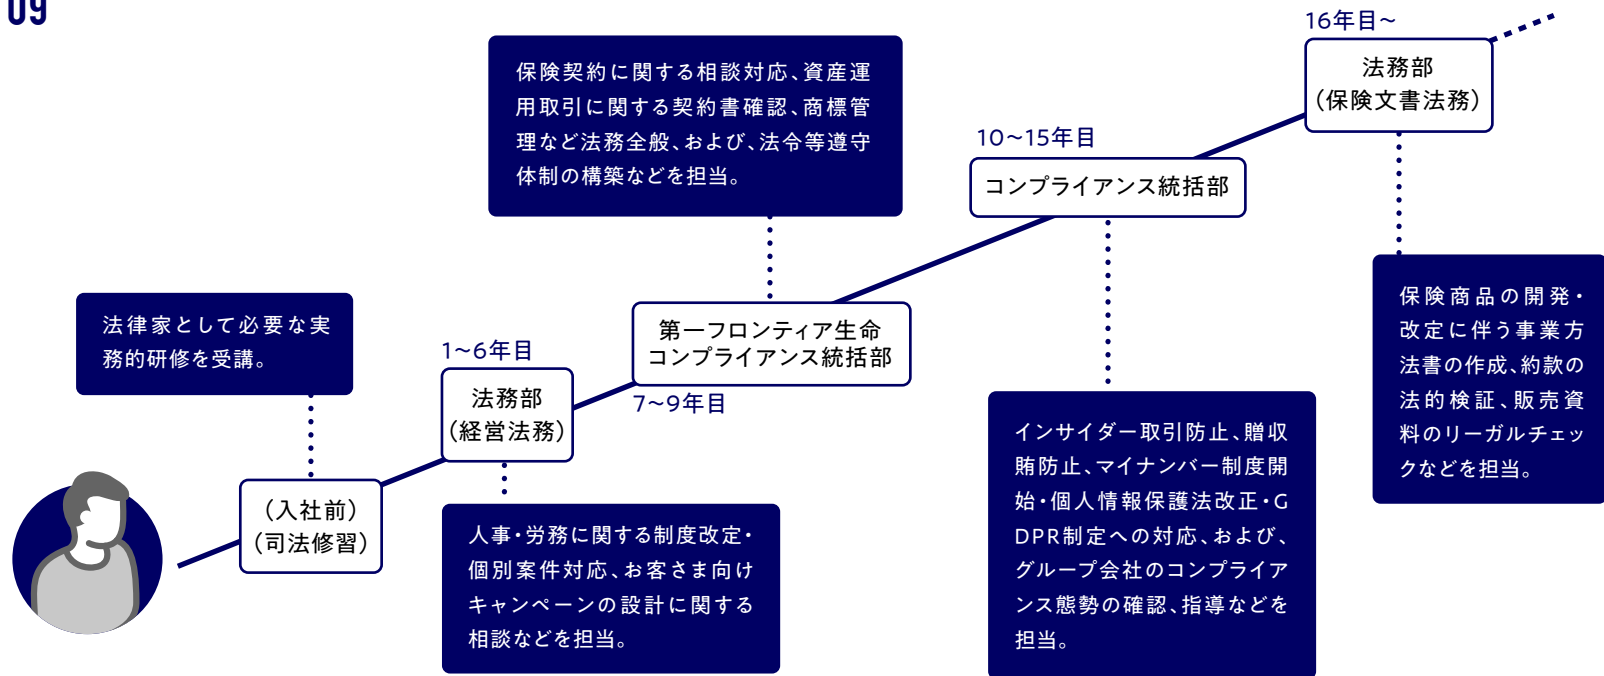 09
法律家として必要な実
務的研修を受講。
（入社前）
（司法修習）
1~6年目
法務部
（経営法務）
人事・労務に関する制度改定・
個別案件対応、お客さま向け
キャンペーンの設計に関する
相談などを担当。
保険契約に関する相談対応、資産運
用取引に関する契約書確認、商標管
理など法務全般、および、法令等遵守
体制の構築などを担当。
第一フロンティア生命
コンプライアンス統括部
7~9年目
10~15年目
コンプライアンス統括部
インサイダー取引防止、贈収
賄防止、マイナンバー制度開
始・個人情報保護法改正・G
DPR制定への対応、および、
グループ会社のコンプライア
ンス態勢の確認、指導などを
担当。
16年目~
法務部
（保険文書法務）
保険商品の開発・
改定に伴う事業方
法書の作成、約款の
法的検証、販売資
料のリーガルチェッ
クなどを担当。